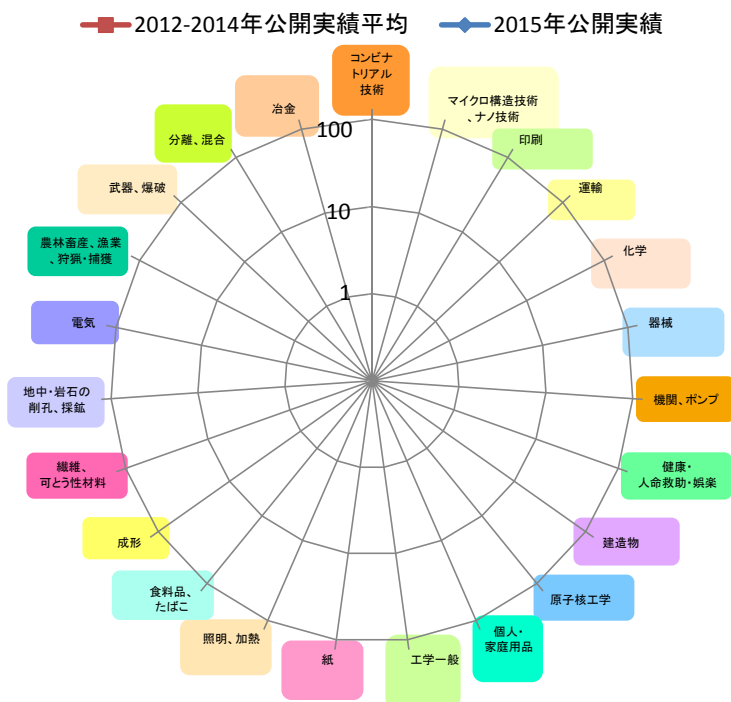 2012-2014年公開実績平均
2015年公開実績
コンビナ
トリアル
技術
マイクロ構造技術
、ナノ技術
印刷
運輸
化学
器械
機関、ポンプ
健康・
人命救助・娯楽
建造物
原子核工学
個人・
家庭用品
工学一般
紙
照明、加熱
食料品、
たばこ
成形
繊維、
可とう性材料
地中・岩石の
削孔、採鉱
電気
農林畜産、漁業
、狩猟・捕獲
武器、爆破
分離、混合
冶金
100
10
1